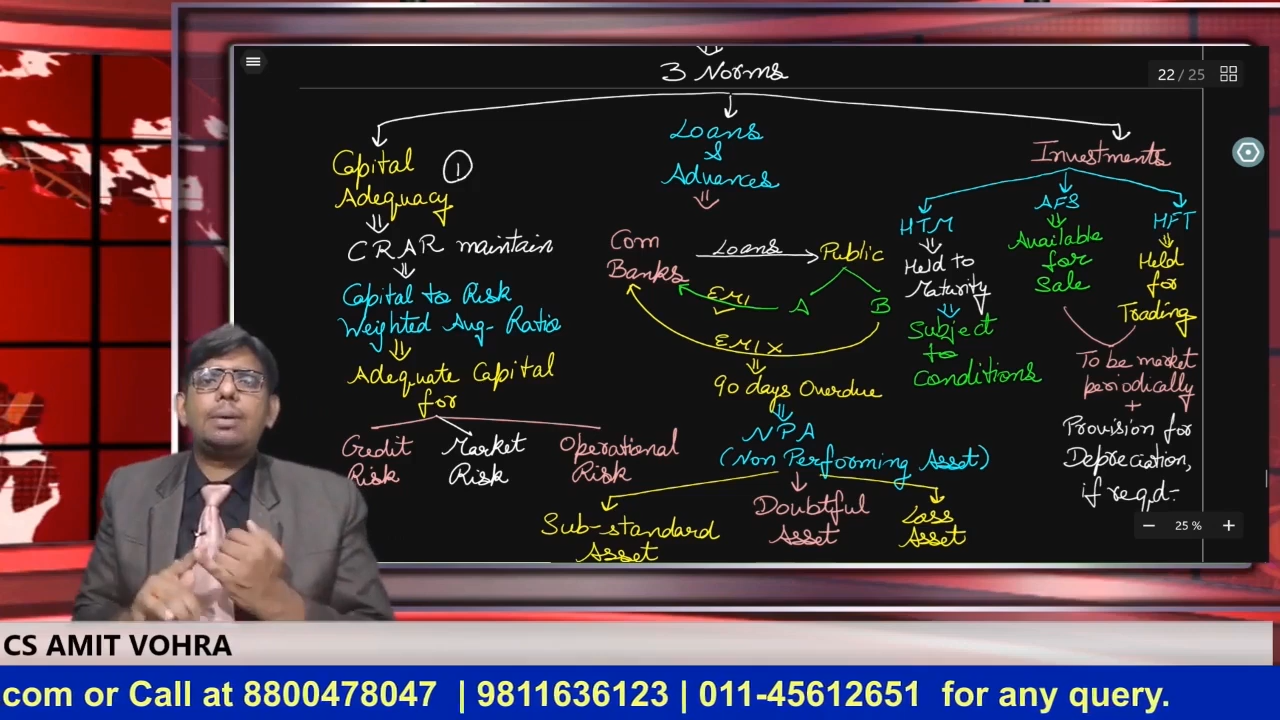 3 Norms
22 / 25
Capital
Adequacy
1
CRAR maintain
Capital to Risk
Weighted Aug- Ratio
Adequate Capital
for
Credit
Risk
Market
Risk
Operational
Risk
Loans
&
Advances
Com
Banks
Loans
Public
A
B
EMI
EMI X
90 days Overdue
NPA
(Non Performing Asset)
Sub-standard
Asset
Doubtful
Asset
Loss
Asset
Investments
HTM
Held to
Maturity
Subject
to
Conditions
AFS
Available
for
Sale
HFT
Held
for
Trading
To be market
periodically
+
Provision for
Depreciation,
if reqd-
25 %
CS AMIT VOHRA
com or Call at 8800478047 | 9811636123 | 011-45612651 for any query.